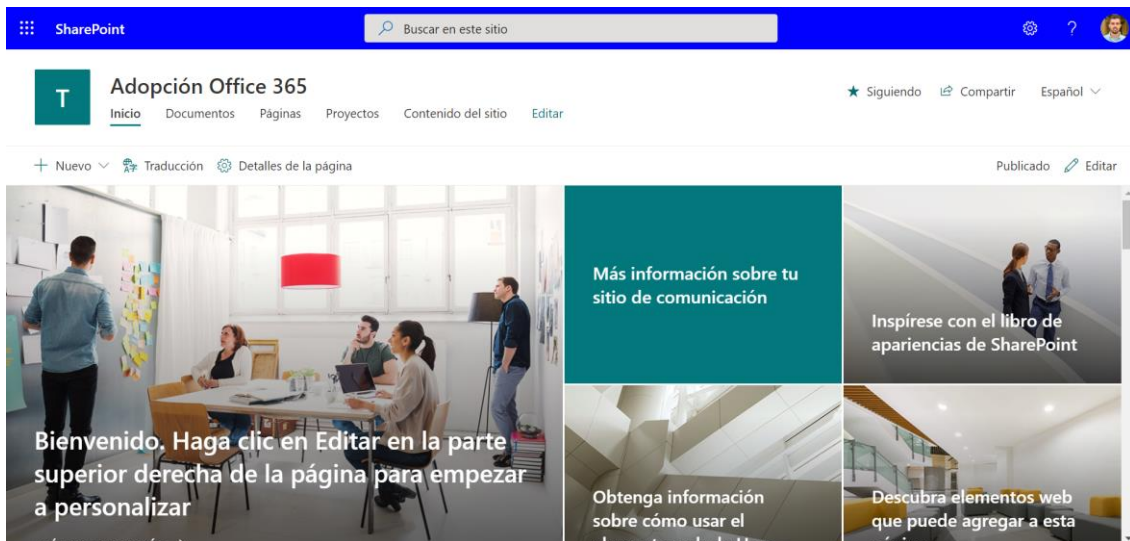 SharePoint
Buscar en este sitio
?
T
Adopción Office 365
Siguiendo
Compartir
Español
Inicio
Documentos
Páginas
Proyectos
Contenido del sitio
Editar
Nuevo
Traducción
Detalles de la página
Publicado
Editar
Bienvenido. Haga clic en Editar en la parte
superior derecha de la página para empezar
a personalizar
Más información sobre tu
sitio de comunicación
Inspírese con el libro de
apariencias de SharePoint
Obtenga información
sobre cómo usar el
Descubra elementos web
que puede agregar a esta